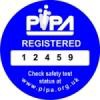 PIPA
REGISTERED
12459
Check safety test
status at
www.pipa.org.uk